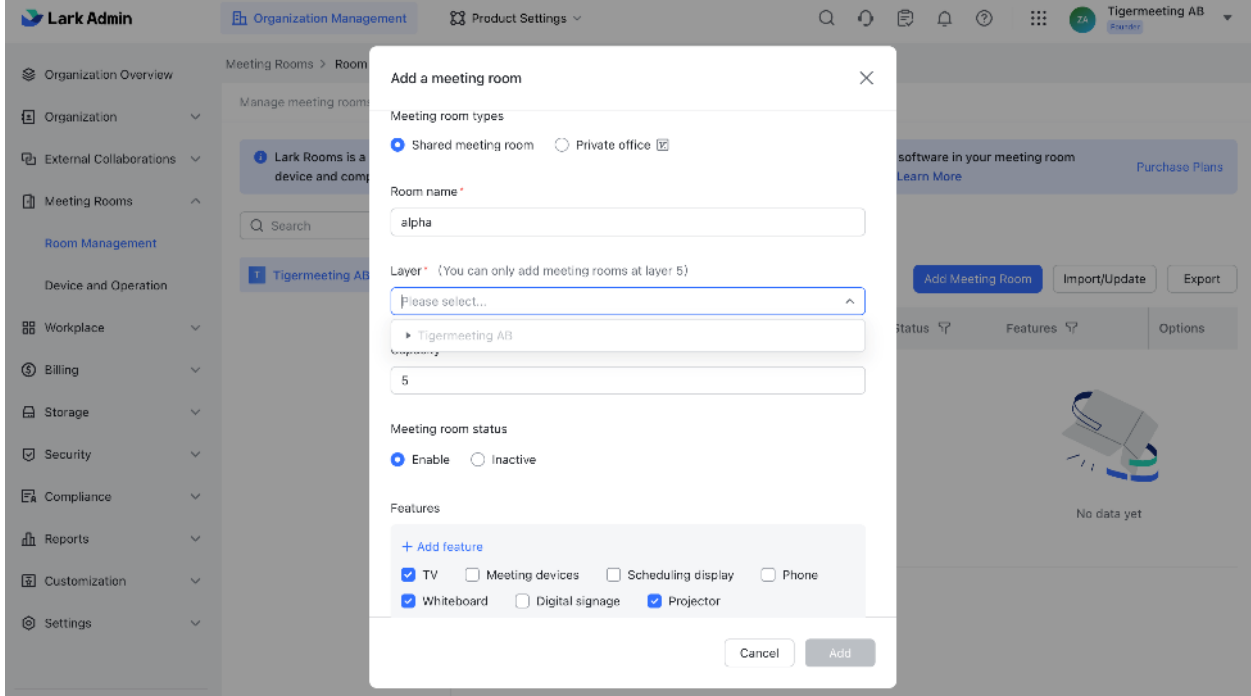 Lark Admin
Organization Management
Product Settings
ZA
Tigermeeting AB
Founder
Organization Overview
Organization
External Collaborations
Meeting Rooms
Room Management
Device and Operation
Workplace
Billing
Storage
Security
Compliance
Reports
Customization
Settings
Meeting Rooms > Room
Manage meeting rooms
Lark Rooms is a
device and comp
software in your meeting room
Learn More
Purchase Plans
Search
T Tigermeeting AB
Add Meeting Room
Import/Update
Export
Status
Features
Options
No data yet
Add a meeting room
Meeting room types
Shared meeting room
Private office
Room name*
alpha
Layer* (You can only add meeting rooms at layer 5)
Please select...
Tigermeeting AB
Capacity
5
Meeting room status
Enable
Inactive
Features
+ Add feature
TV
Meeting devices
Scheduling display
Phone
Whiteboard
Digital signage
Projector
Cancel
Add